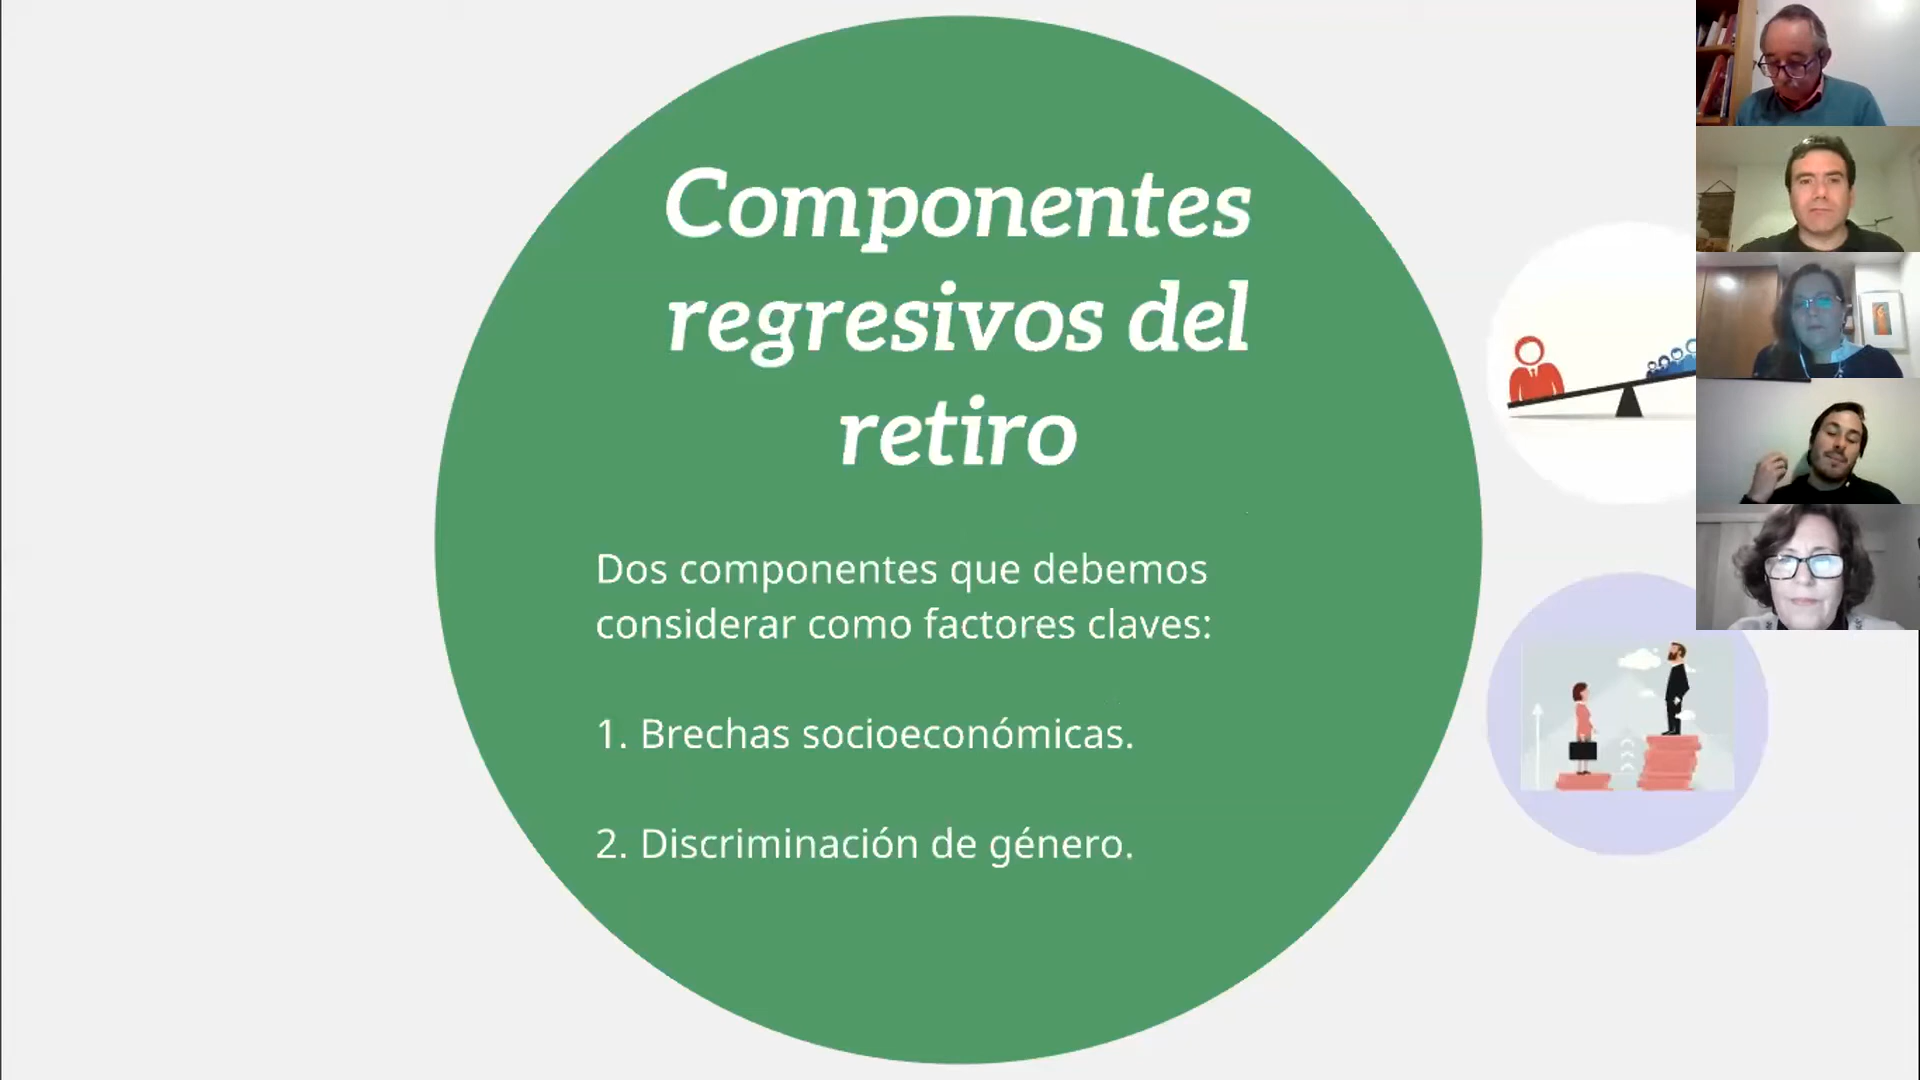 Componentes
regresivos del
retiro
Dos componentes que debemos
considerar como factores claves:
1. Brechas socioeconómicas.
2. Discriminación de género.